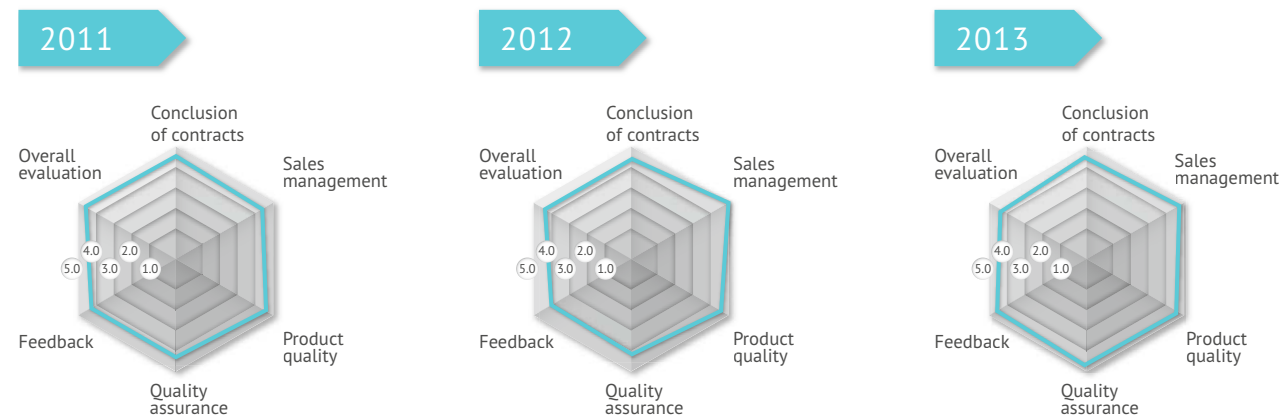 2011
Conclusion
of contracts
Overall
evaluation
Sales
management
4.0
2.0
5.0
3.0
1.0
Feedback
Product
quality
Quality
assurance
2012
Conclusion
of contracts
Overall
evaluation
Sales
management
4.0
2.0
5.0
3.0
1.0
Feedback
Product
quality
Quality
assurance
2013
Conclusion
of contracts
Overall
evaluation
Sales
management
4.0
2.0
5.0
3.0
1.0
Feedback
Product
quality
Quality
assurance